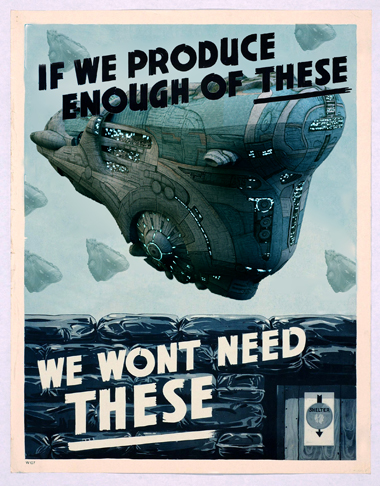 IF WE PRODUCE
ENOUGH OF THESE
WE WONT NEED
THESE
SHELTER